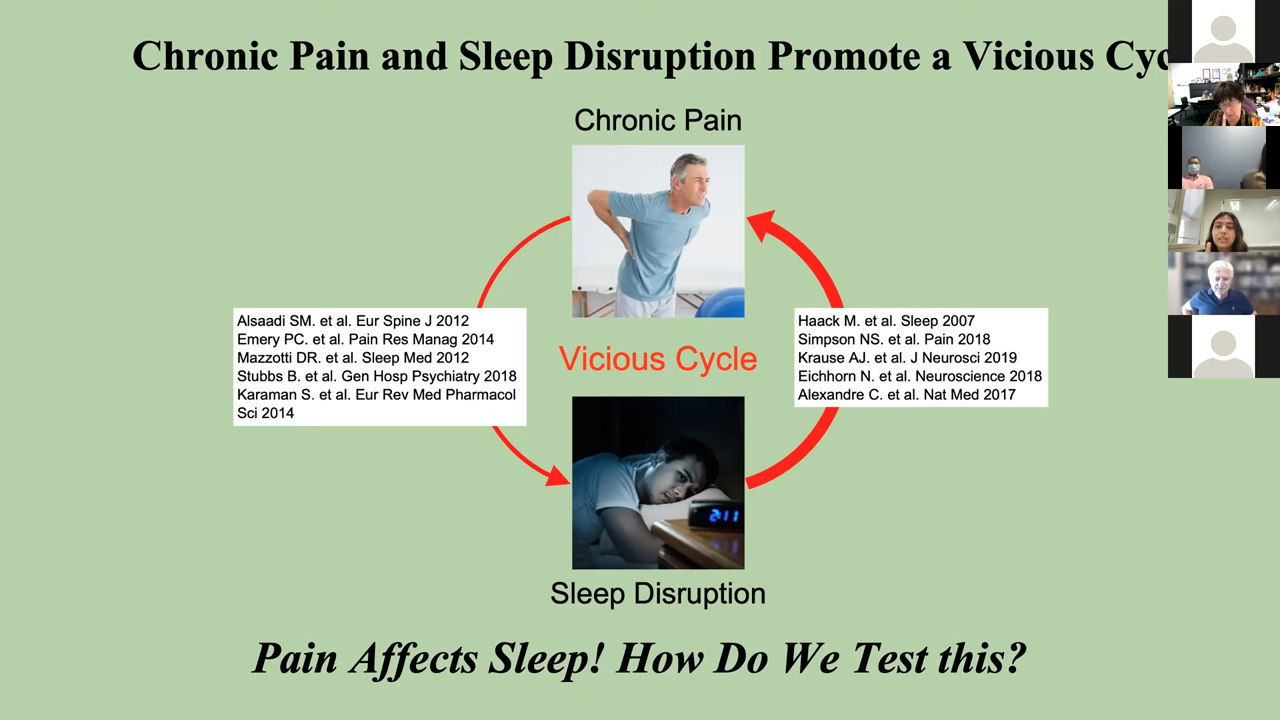 Chronic Pain and Sleep Disruption Promote a Vicious Cyc
Chronic Pain
Alsaadi SM. et al. Eur Spine J 2012
Emery PC. et al. Pain Res Manag 2014
Mazzotti DR. et al. Sleep Med 2012
Stubbs B. et al. Gen Hosp Psychiatry 2018
Karaman S. et al. Eur Rev Med Pharmacol
Sci 2014
Vicious Cycle
Haack M. et al. Sleep 2007
Simpson NS. et al. Pain 2018
Krause AJ. et al. J Neurosci 2019
Eichhorn N. et al. Neuroscience 2018
Alexandre C. et al. Nat Med 2017
2:11
Sleep Disruption
Pain Affects Sleep! How Do We Test this?